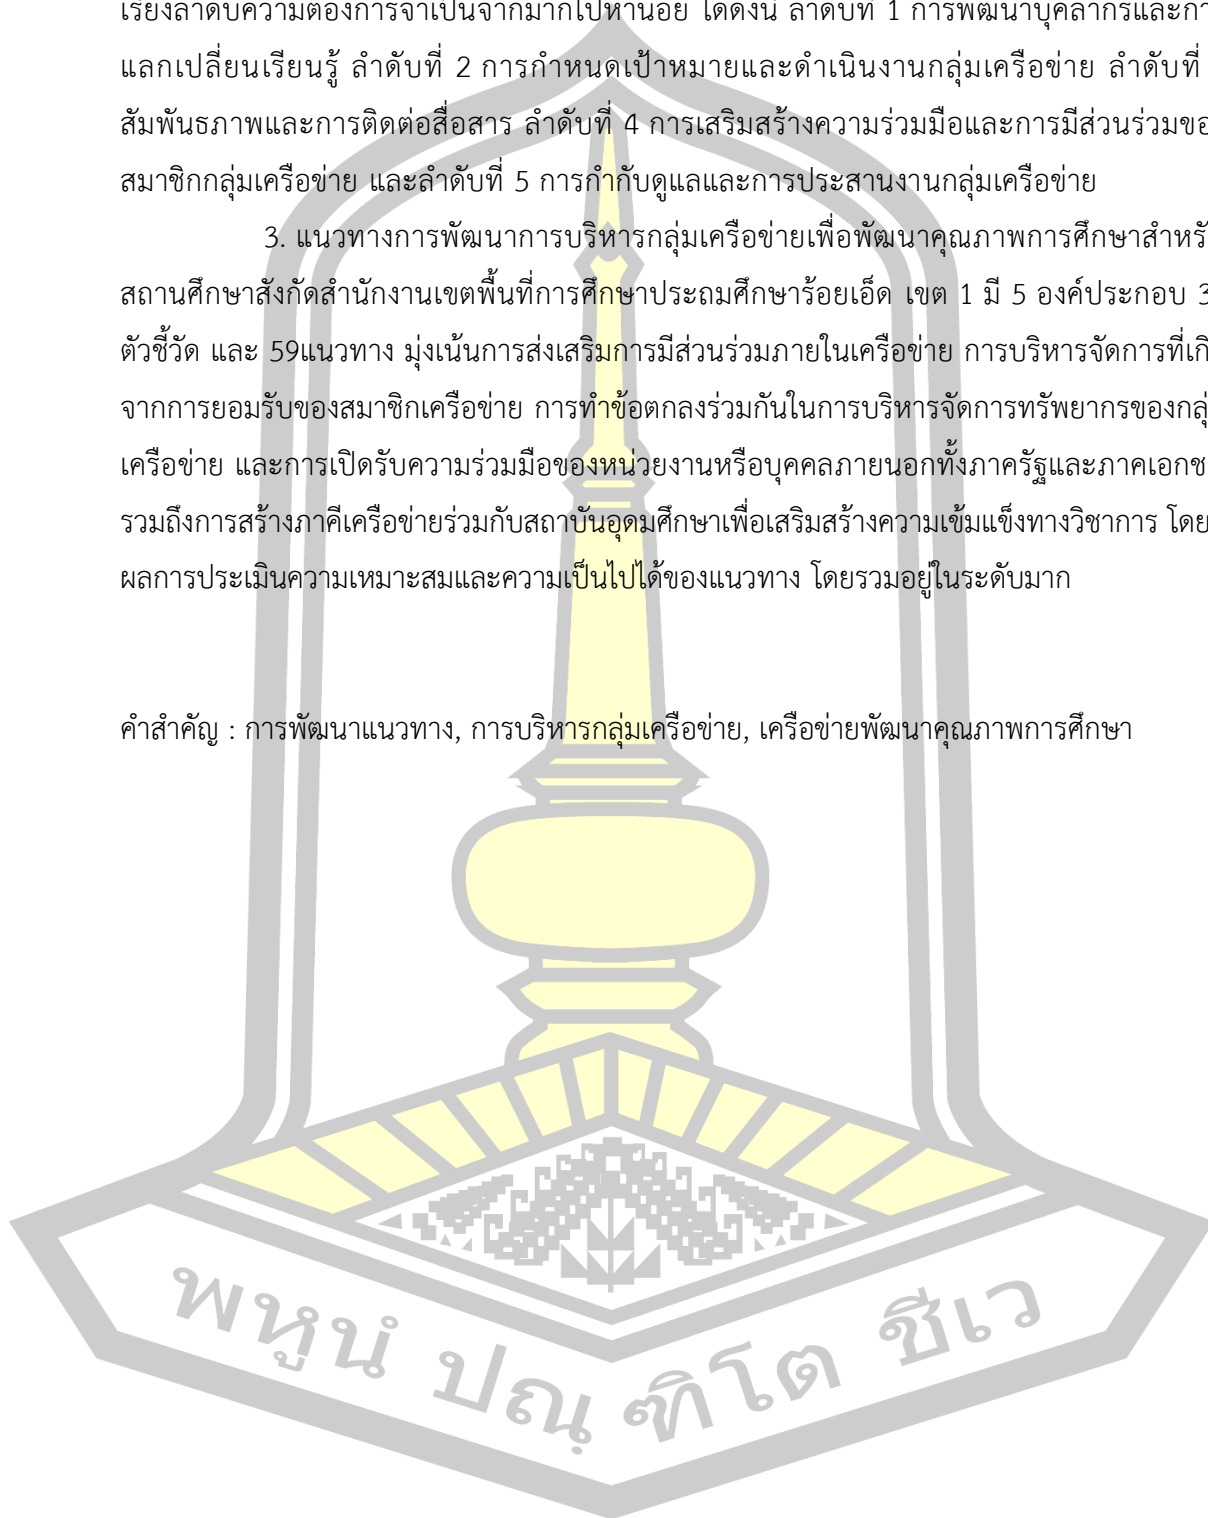 เรียงลำดับความต้องการจำเป็นจากมากไปหาน้อย ได้ดังนี้ ลำดับที่ 1 การพัฒนาบุคลากรและ
แลกเปลี่ยนเรียนรู้ ลำดับที่ 2 การกำหนดเป้าหมายและดำเนินงานกลุ่มเครือข่าย ลำดับที่
สัมพันธภาพและการติดต่อสื่อสาร ลำดับที่ 4 การเสริมสร้างความร่วมมือและการมีส่วนร่วม
สมาชิกกลุ่มเครือข่าย และลำดับที่ 5 การกำกับดูแลและการประสานงานกลุ่มเครือข่าย
3. แนวทางการพัฒนาการบริหารกลุ่มเครือข่ายเพื่อพัฒนาคุณภาพการศึกษา
สถานศึกษาสังกัดสำนักงานเขตพื้นที่การศึกษาประถมศึกษาร้อยเอ็ด เขต 1 มี 5 องค์ประกอบ
ตัวชี้วัด และ 59แนวทาง มุ่งเน้นการส่งเสริมการมีส่วนร่วมภายในเครือข่าย การบริหารจัดการที่
จากการยอมรับของสมาชิกเครือข่าย การทำข้อตกลงร่วมกันในการบริหารจัดการทรัพยากรของ
เครือข่าย และการเปิดรับความร่วมมือของหน่วยงานหรือบุคคลภายนอกทั้งภาครัฐและ
รวมถึงการสร้างภาคีเครือข่ายร่วมกับสถาบันอุดมศึกษาเพื่อเสริมสร้างความเข้มแข็งทางวิชาการ โดย
ผลการประเมินความเหมาะสมและความเป็นไปได้ของแนวทาง โดยรวมอยู่ในระดับมาก
คำสำคัญ : การพัฒนาแนวทาง, การบริหารกลุ่มเครือข่าย, เครือข่ายพัฒนาคุณภาพการศึกษา
พหูนํ ปณฺฑิโต ชีเว